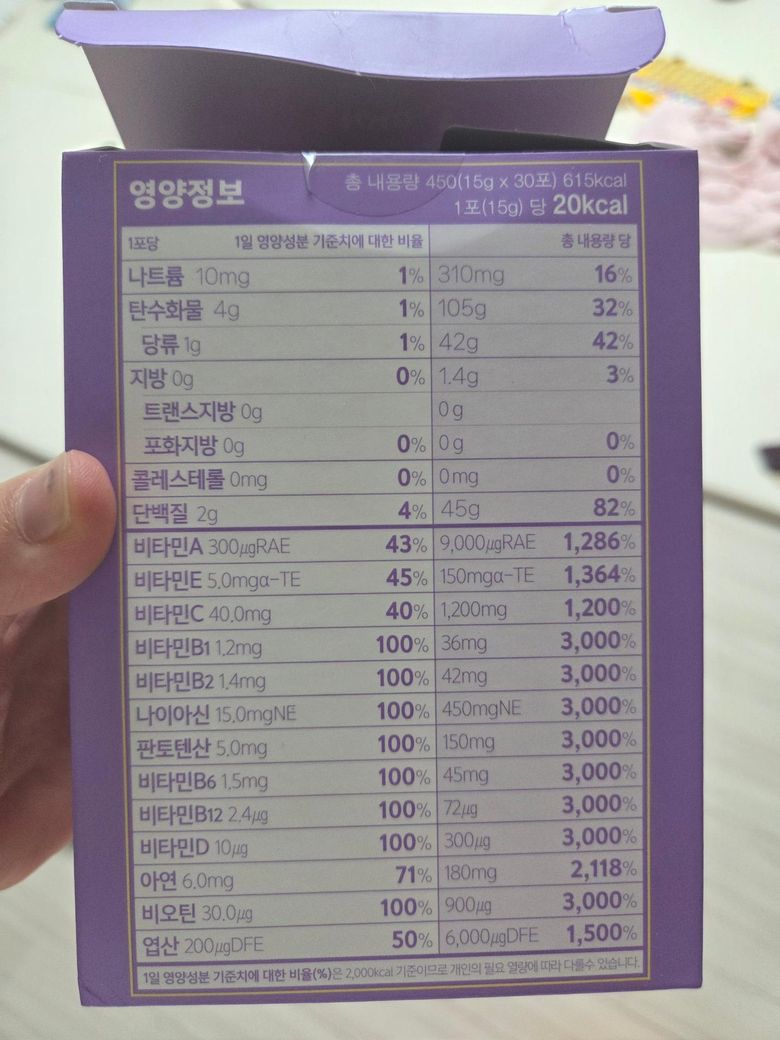 영양정보
총 내용량 450(15g x 30포) 615kcal
1포(15g) 당 20kcal
1포당 1일 영양성분 기준치에 대한 비율 총 내용량 당
나트륨 10mg 1% 310mg 16%
탄수화물 4g 1% 105g 32%
당류 1g 1% 42g 42%
지방 0g 0% 1.4g 3%
트랜스지방 0g 0g
포화지방 0g 0% 0g 0%
콜레스테롤 0mg 0% 0mg 0%
단백질 2g 4% 45g 82%
비타민A 300㎍RAE 43% 9,000㎍RAE 1,286%
비타민E 5.0mgα-TE 45% 150mgα-TE 1,364%
비타민C 40.0mg 40% 1,200mg 1,200%
비타민B1 1.2mg 100% 36mg 3,000%
비타민B2 1.4mg 100% 42mg 3,000%
나이아신 15.0mgNE 100% 450mgNE 3,000%
판토텐산 5.0mg 100% 150mg 3,000%
비타민B6 1.5mg 100% 45mg 3,000%
비타민B12 2.4㎍ 100% 72㎍ 3,000%
비타민D 10㎍ 100% 300㎍ 3,000%
아연 6.0mg 71% 180mg 2,118%
비오틴 30.0㎍ 100% 900㎍ 3,000%
엽산 200㎍DFE 50% 6,000㎍DFE 1,500%
1일 영양성분 기준치에 대한 비율(%)은 2,000kcal 기준이므로 개인의 필요 열량에 따라 다를수 있습니다.